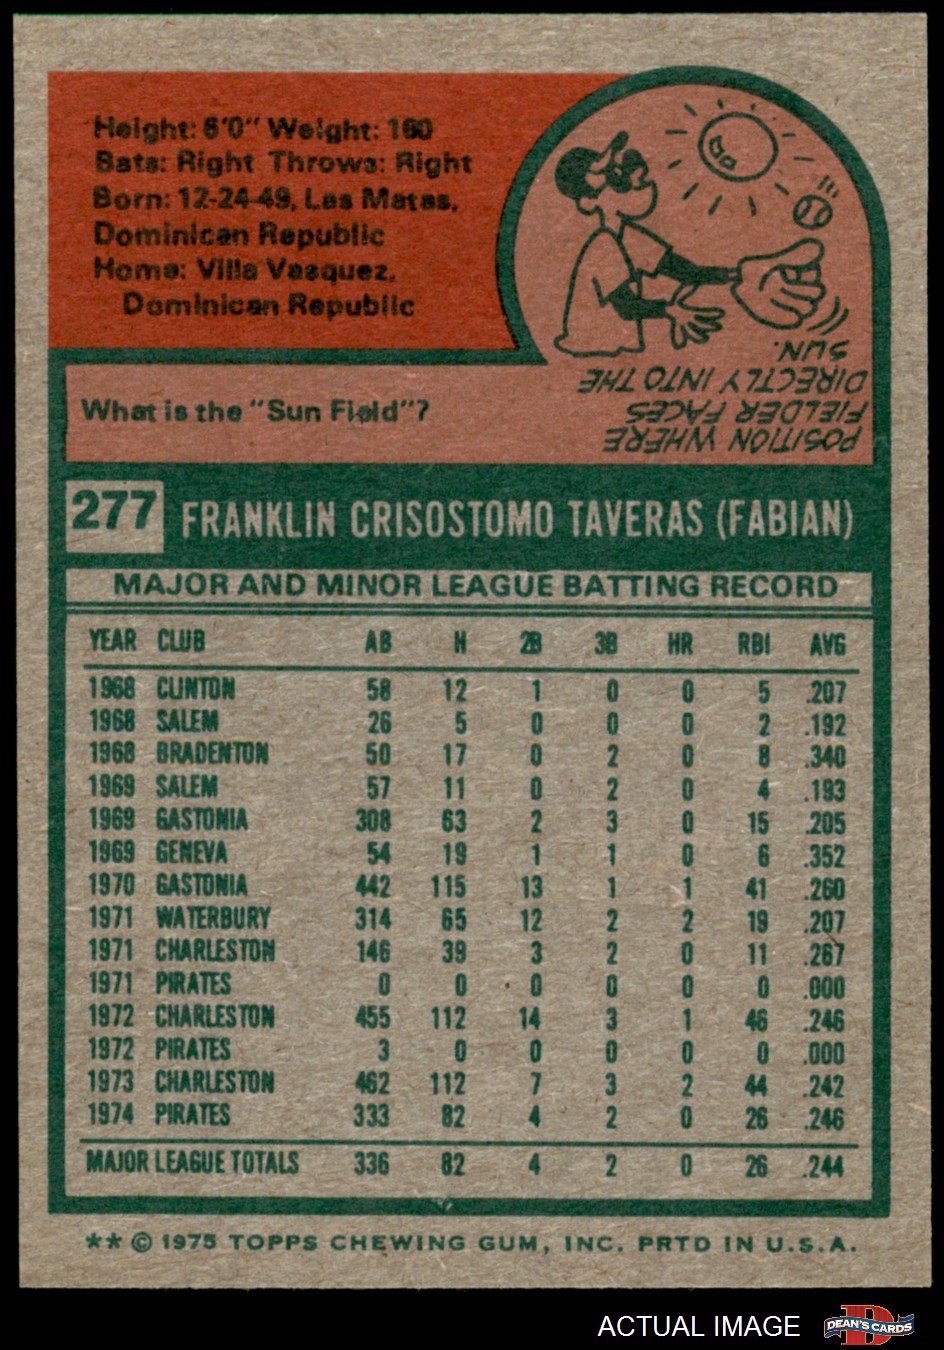 Height: 6'0" Weight: 160
Bats: Right Throws: Right
Born: 12-24-49, Las Matas,
Dominican Republic
Home: Villa Vasquez,
Dominican Republic
What is the "Sun Field"?
POSITION WHERE
FIELDER FACES
DIRECTLY INTO THE
SUN.
277 FRANKLIN CRISOSTOMO TAVERAS (FABIAN)
MAJOR AND MINOR LEAGUE BATTING RECORD
YEAR CLUB AB H 2B 3B HR RBI AVG
1968 CLINTON 58 12 1 0 0 5 .207
1968 SALEM 26 5 0 0 0 2 .192
1968 BRADENTON 50 17 0 2 0 8 .340
1969 SALEM 57 11 0 2 0 4 .193
1969 GASTONIA 308 63 2 3 0 15 .205
1969 GENEVA 54 19 1 1 0 6 .352
1970 GASTONIA 442 115 13 1 1 41 .260
1971 WATERBURY 314 65 12 2 2 19 .207
1971 CHARLESTON 146 39 3 2 0 11 .267
1971 PIRATES 0 0 0 0 0 0 .000
1972 CHARLESTON 455 112 14 3 1 46 .246
1972 PIRATES 3 0 0 0 0 0 .000
1973 CHARLESTON 462 112 7 3 2 44 .242
1974 PIRATES 333 82 4 2 0 26 .246
MAJOR LEAGUE TOTALS 336 82 4 2 0 26 .244
** © 1975 TOPPS CHEWING GUM, INC. PRTD IN U.S.A.
ACTUAL IMAGE
D
DEAN'S CARDS